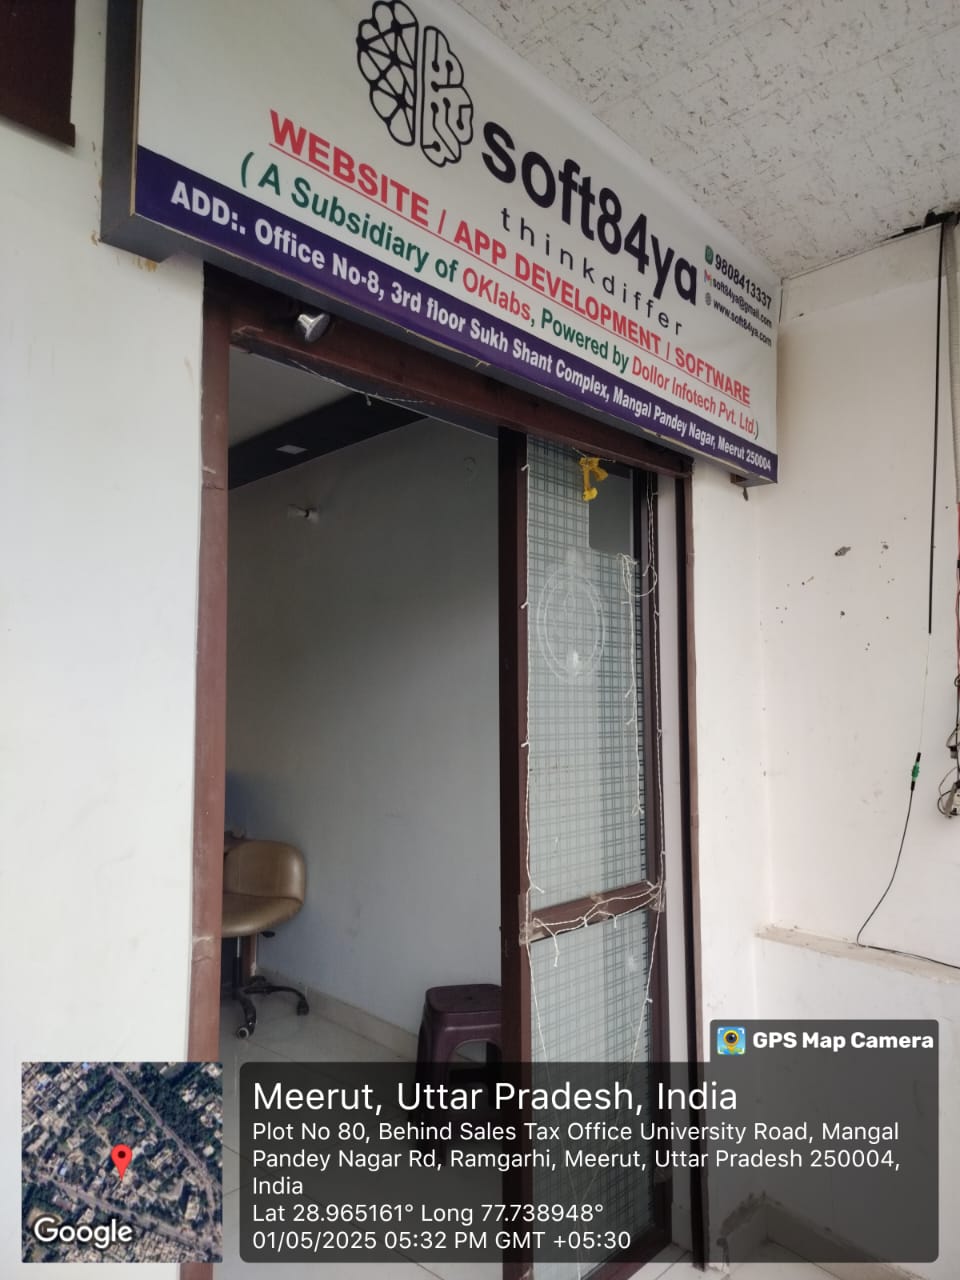 soft84ya
thinkdiffer
9808413337
soft84ya@gmail.com
www.soft84ya.com
WEBSITE / APP DEVELOPMENT / SOFTWARE
( A Subsidiary of OKlabs, Powered by Dollor Infotech Pvt. Ltd.)
ADD:. Office No-8, 3rd floor Sukh Shant Complex, Mangal Pandey Nagar, Meerut 250004
GPS Map Camera
Meerut, Uttar Pradesh, India
Plot No 80, Behind Sales Tax Office University Road, Mangal
Pandey Nagar Rd, Ramgarhi, Meerut, Uttar Pradesh 250004,
India
Lat 28.965161° Long 77.738948°
01/05/2025 05:32 PM GMT +05:30
Google